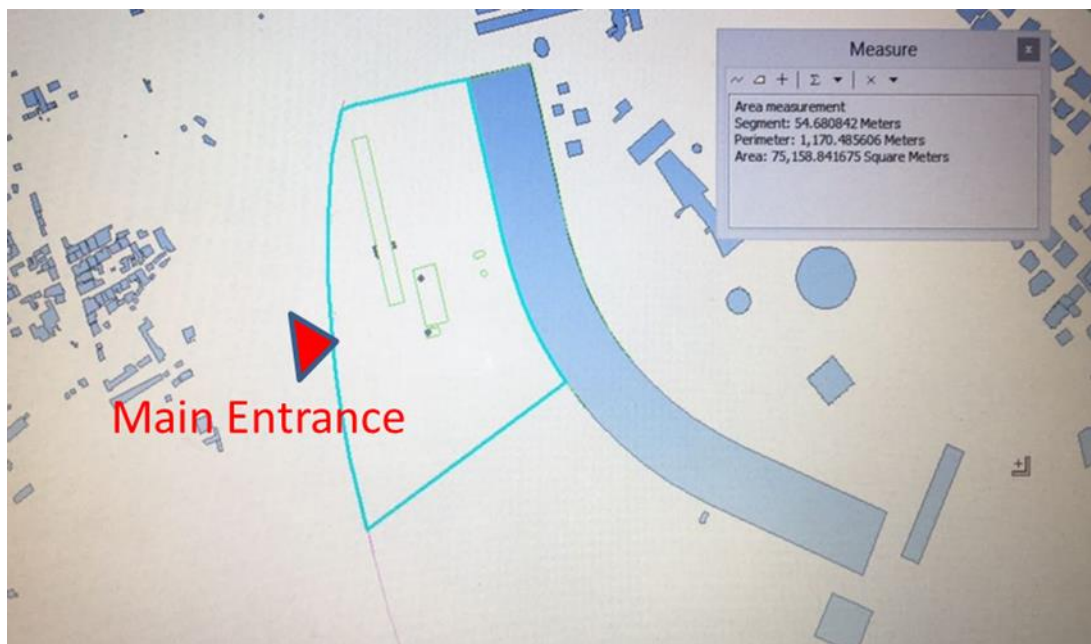 Measure
Area measurement
Segment: 54.680842 Meters
Perimeter: 1,170.485606 Meters
Area: 75,158.841675 Square Meters
Main Entrance